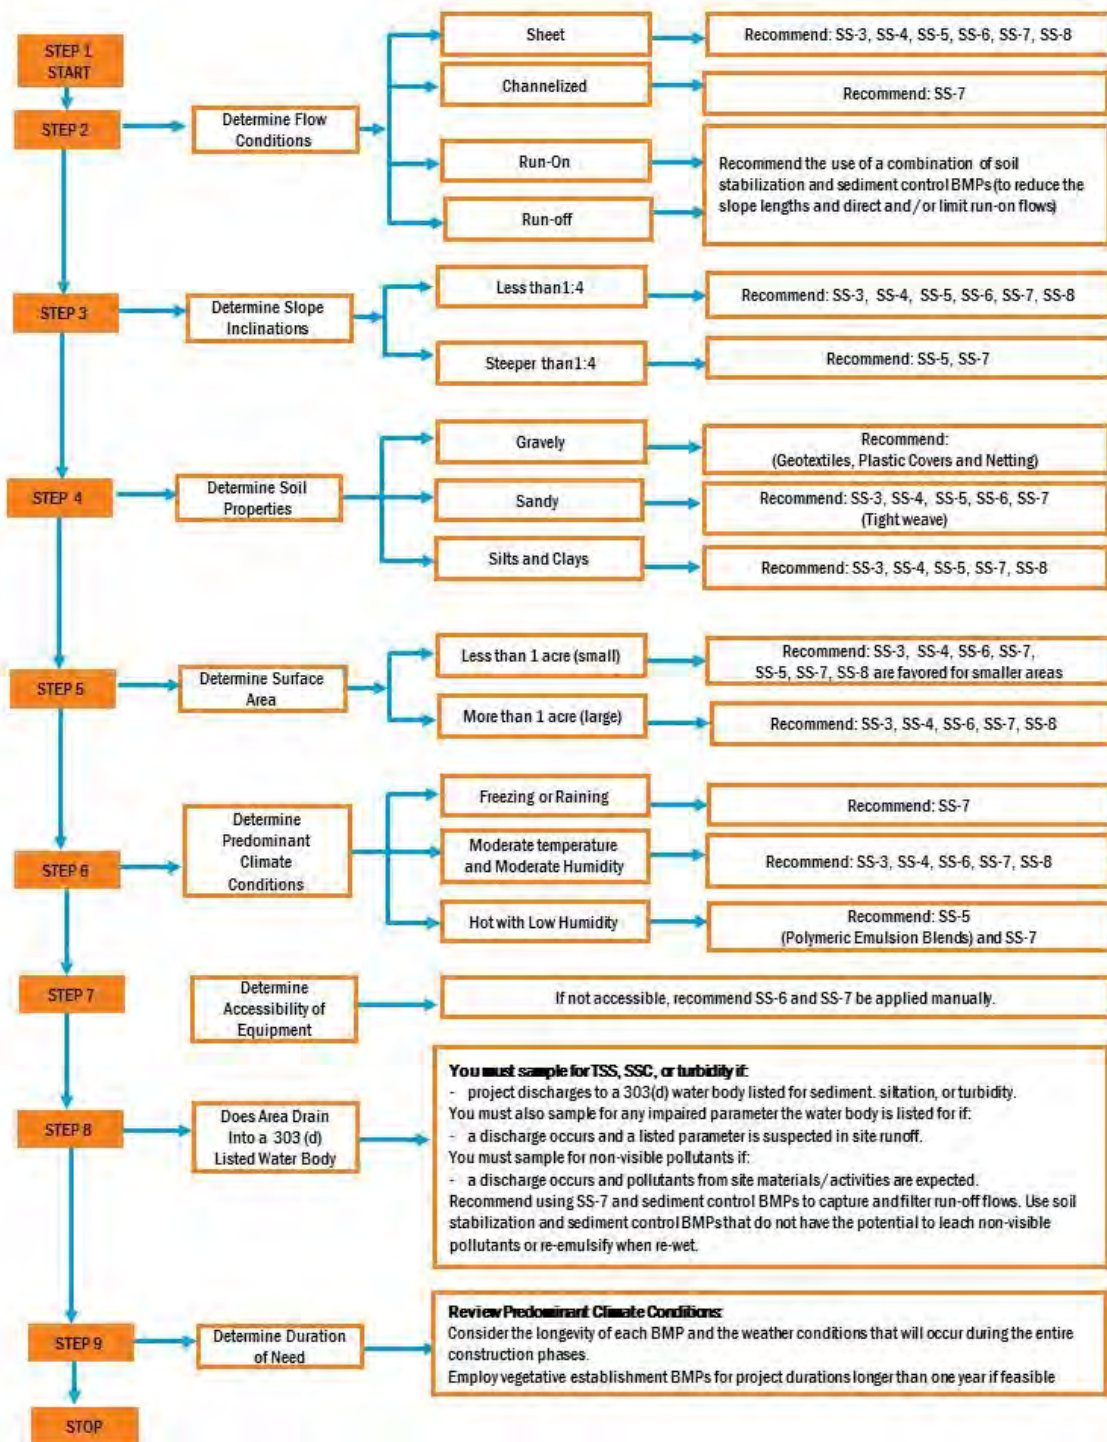 STEP 1
START
STEP 2
Determine Flow
Conditions
Sheet
Recommend: SS-3, SS-4, SS-5, SS-6, SS-7, SS-8
Channelized
Recommend: SS-7
Run-On
Run-off
Recommend the use of a combination of soil
stabilization and sediment control BMPs (to reduce the
slope lengths and direct and/or limit run-on flows)
STEP 3
Determine Slope
Inclinations
Less than 1:4
Recommend: SS-3, SS-4, SS-5, SS-6, SS-7, SS-8
Steeper than 1:4
Recommend: SS-5, SS-7
STEP 4
Determine Soil
Properties
Gravely
Recommend:
(Geotextiles, Plastic Covers and Netting)
Sandy
Recommend: SS-3, SS-4, SS-5, SS-6, SS-7
(Tight weave)
Silts and Clays
Recommend: SS-3, SS-4, SS-5, SS-7, SS-8
STEP 5
Determine Surface
Area
Less than 1 acre (small)
Recommend: SS-3, SS-4, SS-6, SS-7,
SS-5, SS-7, SS-8 are favored for smaller areas
More than 1 acre (large)
Recommend: SS-3, SS-4, SS-6, SS-7, SS-8
STEP 6
Determine
Predominant
Climate
Conditions
Freezing or Raining
Recommend: SS-7
Moderate temperature
and Moderate Humidity
Recommend: SS-3, SS-4, SS-6, SS-7, SS-8
Hot with Low Humidity
Recommend: SS-5
(Polymeric Emulsion Blends) and SS-7
STEP 7
Determine
Accessibility of
Equipment
If not accessible, recommend SS-6 and SS-7 be applied manually.
STEP 8
Does Area Drain
Into a 303 (d)
Listed Water Body
You must sample for TSS, SSC, or turbidity if:
- project discharges to a 303(d) water body listed for sediment. siltation, or turbidity.
You must also sample for any impaired parameter the water body is listed for if:
- a discharge occurs and a listed parameter is suspected in site runoff.
You must sample for non-visible pollutants if:
- a discharge occurs and pollutants from site materials/activities are expected.
Recommend using SS-7 and sediment control BMPs to capture and filter run-off flows. Use soil
stabilization and sediment control BMPs that do not have the potential to leach non-visible
pollutants or re-emulsify when re-wet.
STEP 9
Determine Duration
of Need
Review Predominant Climate Conditions:
Consider the longevity of each BMP and the weather conditions that will occur during the entire
construction phases.
Employ vegetative establishment BMPs for project durations longer than one year if feasible
STOP